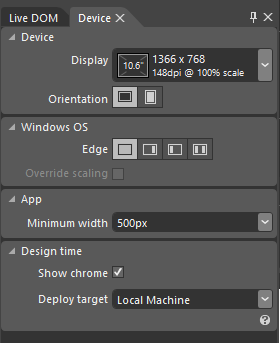 Live DOM Device
Device
Display 10.6" 1366 x 768
148dpi @ 100% scale
Orientation
Windows OS
Edge
Override scaling
App
Minimum width 500px
Design time
Show chrome
Deploy target Local Machine